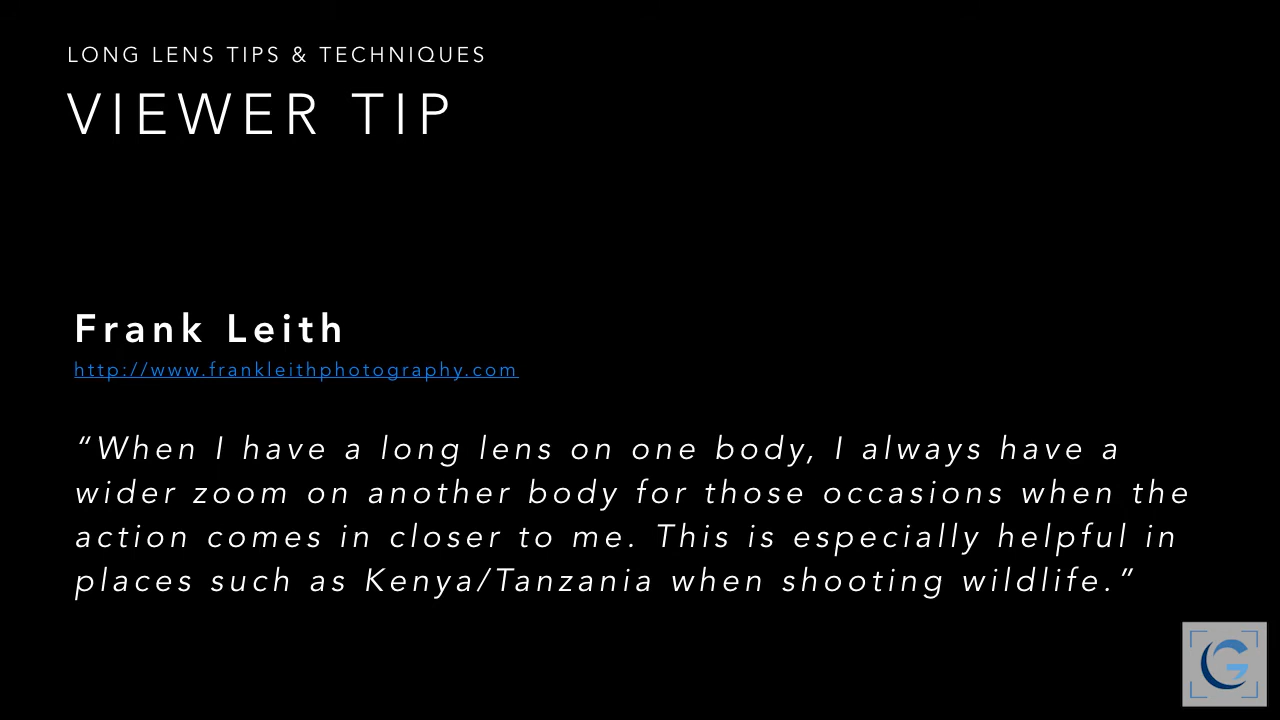 LONG LENS TIPS & TECHNIQUES
VIEWER TIP
Frank Leith
http://www.frankleithphotography.com
“When I have a long lens on one body, I always have a
wider zoom on another body for those occasions when the
action comes in closer to me. This is especially helpful in
places such as Kenya/Tanzania when shooting wildlife.”
G